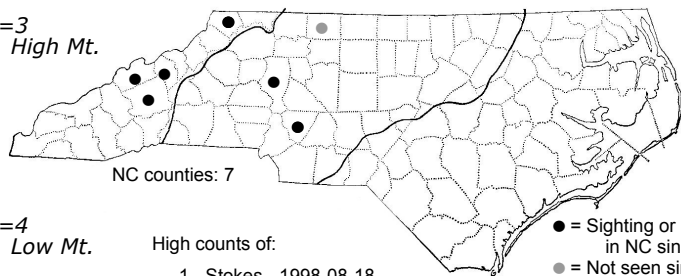 =3
High Mt.
NC counties: 7
=4
Low Mt.
High counts of:
1 - Stokes - 1998-08-18
● = Sighting or
in NC sin
● = Not seen si